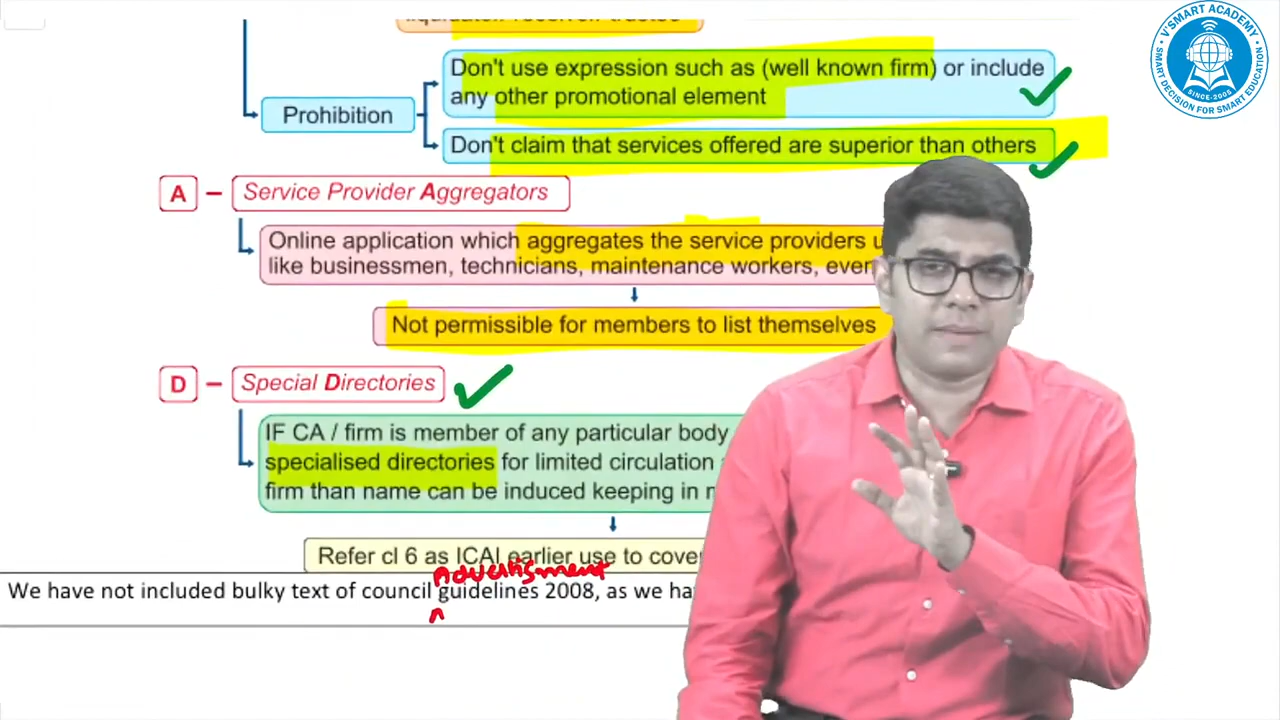 Don't use expression such as (well known firm) or include
any other promotional element
Prohibition
Don't claim that services offered are superior than others
A – Service Provider Aggregators
Online application which aggregates the service providers
like businessmen, technicians, maintenance workers,
Not permissible for members to list themselves
D – Special Directories
IF CA / firm is member of any particular body
specialised directories for limited circulation
firm than name can be induced keeping in
Refer cl 6 as ICAI earlier use to
Advertisment
We have not included bulky text of council guidelines 2008, as we
V'SMART ACADEMY
SINCE-2005
SMART DECISION FOR SMART EDUCATION